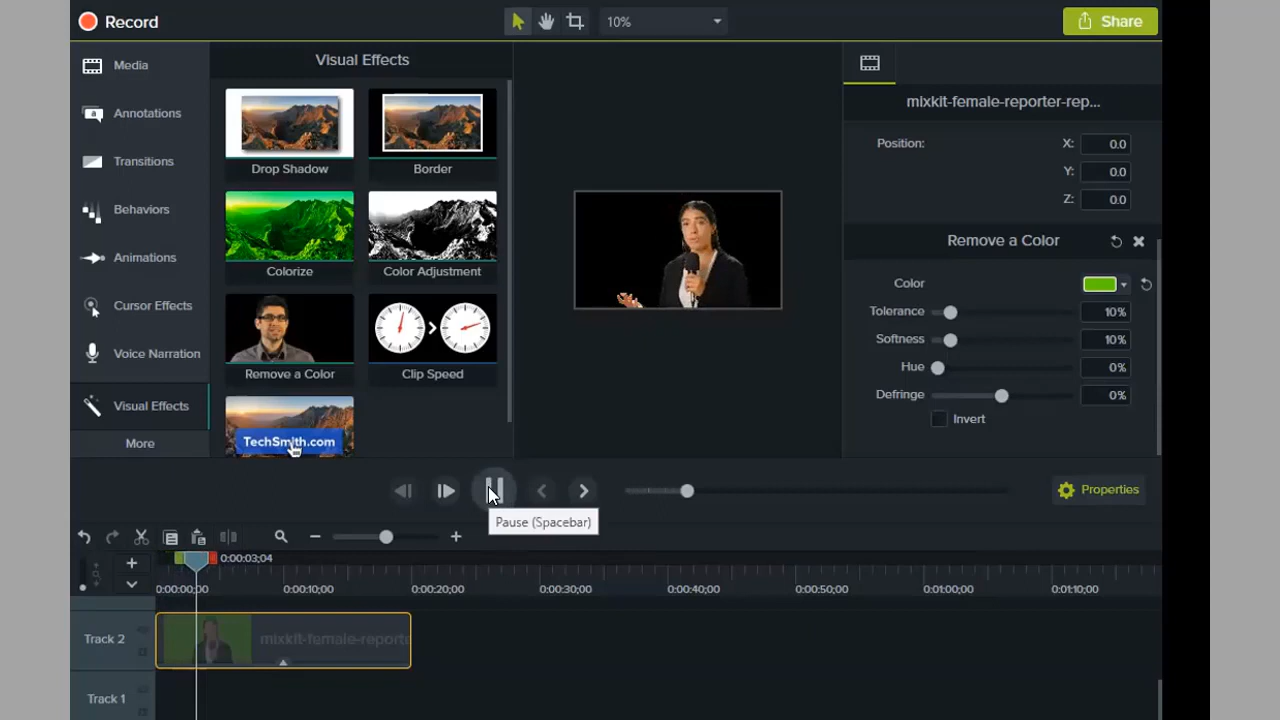 Record
10%
Share
Media
Annotations
Transitions
Behaviors
Animations
Cursor Effects
Voice Narration
Visual Effects
More
Visual Effects
Drop Shadow
Border
Colorize
Color Adjustment
Remove a Color
Clip Speed
TechSmith.com
mixkit-female-reporter-rep...
Position:
X: 0.0
Y: 0.0
Z: 0.0
Remove a Color
Color
Tolerance 10%
Softness 10%
Hue 0%
Defringe 0%
Invert
Pause (Spacebar)
Properties
0:00:03;04
0:00:00;00 0:00:10;00 0:00:20;00 0:00:30;00 0:00:40;00 0:00:50;00 0:01:00;00 0:01:10;00
Track 2
mixkit-female-reporte
Track 1